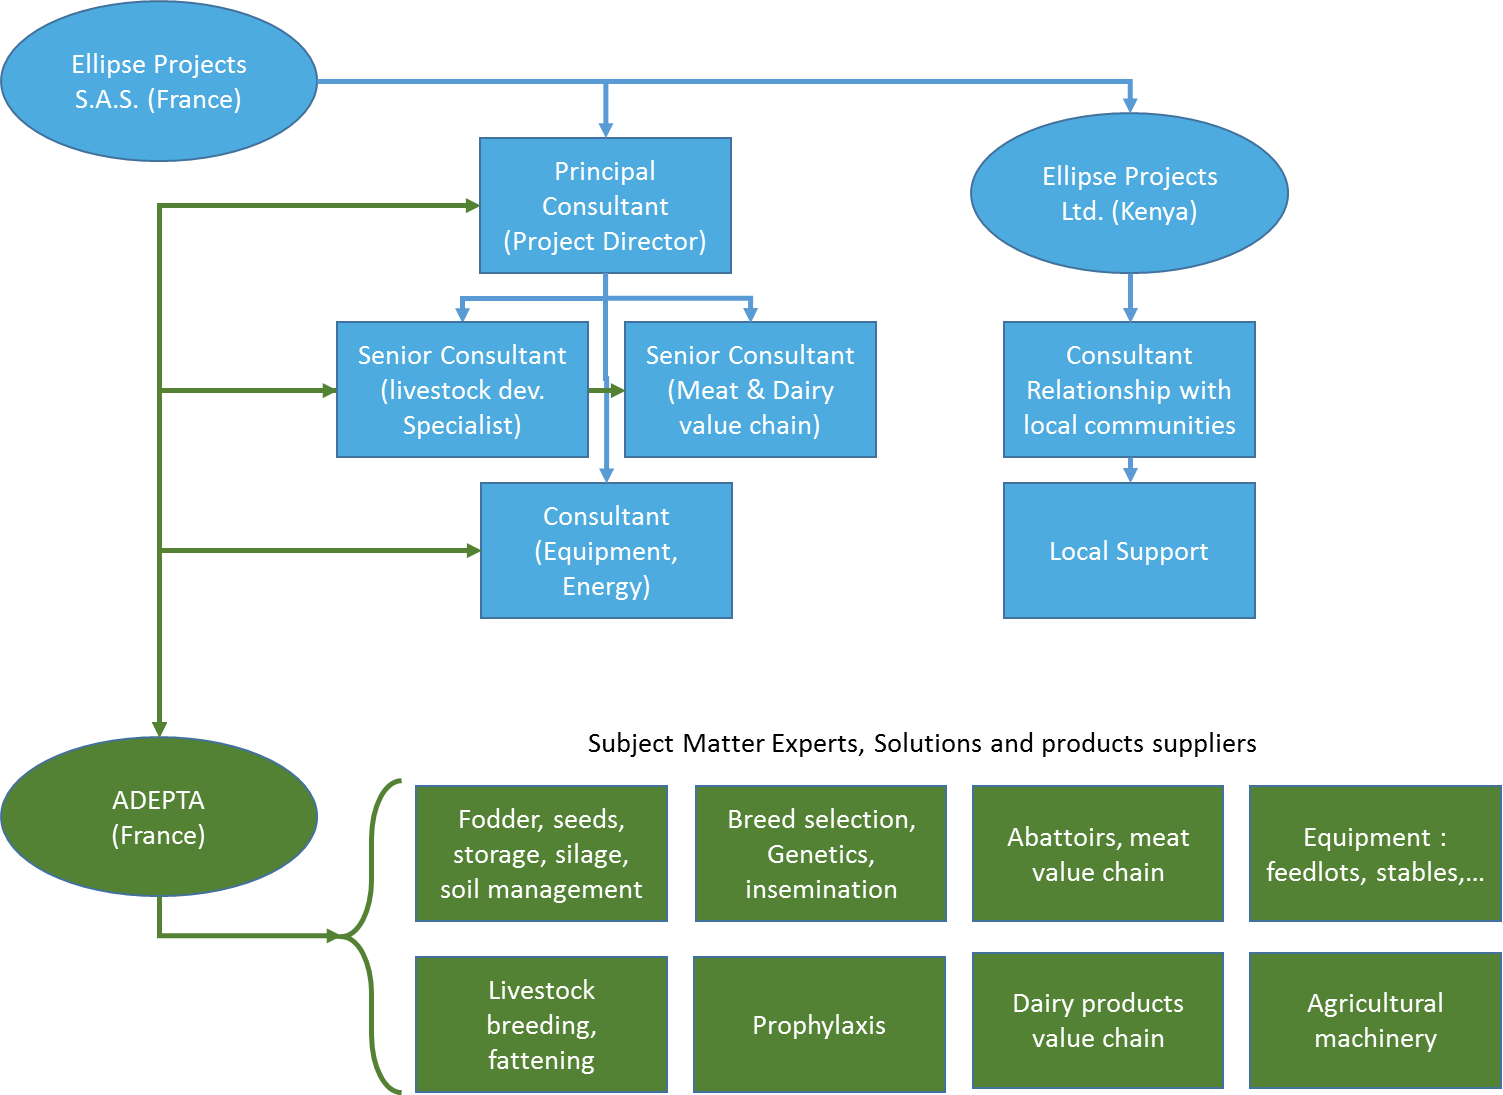 Ellipse Projects
S.A.S. (France)
Principal
Consultant
(Project Director)
Ellipse Projects
Ltd. (Kenya)
Senior Consultant
(livestock dev.
Specialist)
Senior Consultant
(Meat & Dairy
value chain)
Consultant
Relationship with
local communities
Consultant
(Equipment,
Energy)
Local Support
Subject Matter Experts, Solutions and products suppliers
ADEPTA
(France)
Fodder, seeds,
storage, silage,
soil management
Breed selection,
Genetics,
insemination
Abattoirs, meat
value chain
Equipment :
feedlots, stables,...
Livestock
breeding,
fattening
Prophylaxis
Dairy products
value chain
Agricultural
machinery